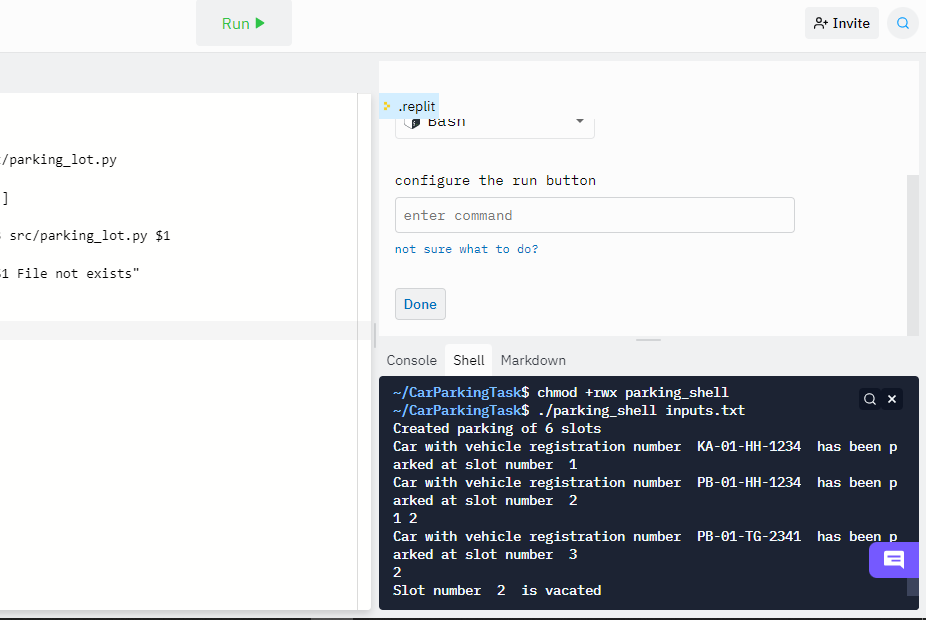 Run
Invite
.replit
Bash
/parking_lot.py
configure the run button
]
enter command
src/parking_lot.py $1
not sure what to do?
1 File not exists"
Done
Console Shell Markdown
~/CarParkingTask$ chmod +rwx parking_shell
~/CarParkingTask$ ./parking_shell inputs.txt
Created parking of 6 slots
Car with vehicle registration number  KA-01-HH-1234  has been p
arked at slot number  1
Car with vehicle registration number  PB-01-HH-1234  has been p
arked at slot number  2
1 2
Car with vehicle registration number  PB-01-TG-2341  has been p
arked at slot number  3
2
Slot number  2  is vacated